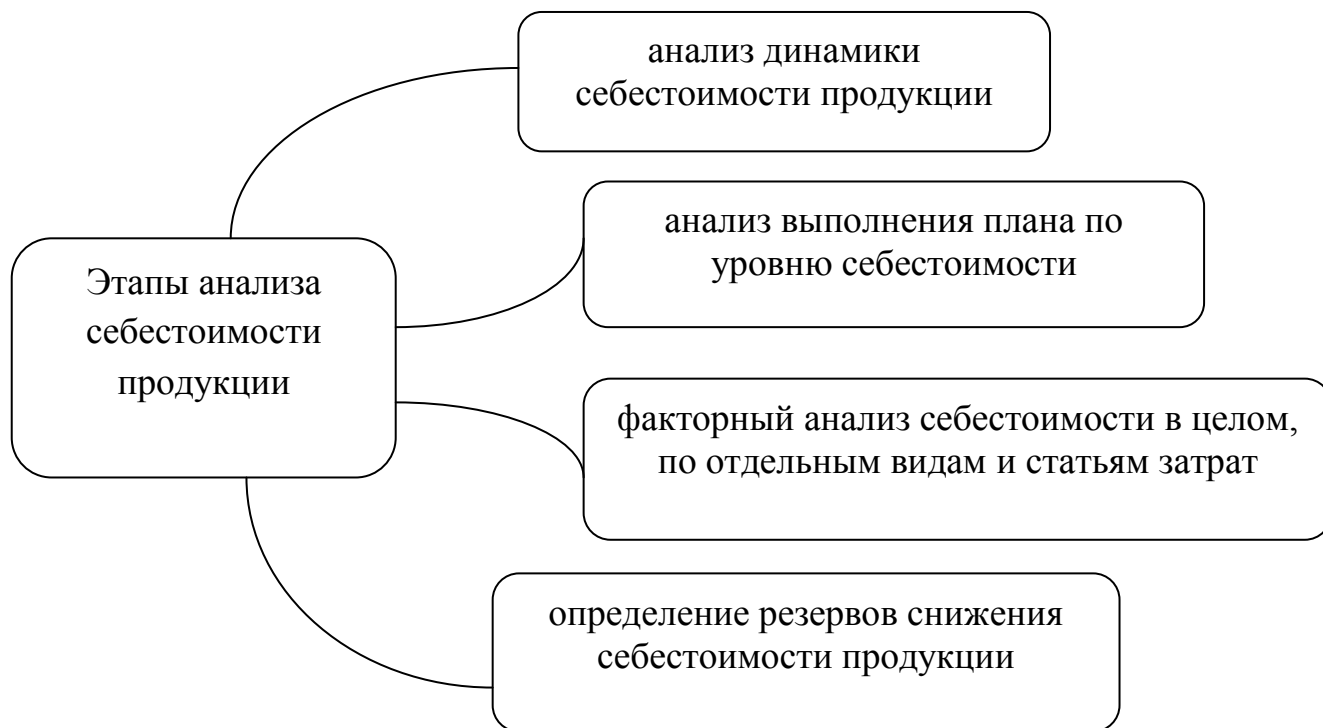 анализ динамики
себестоимости продукции
анализ выполнения плана по
уровню себестоимости
Этапы анализа
себестоимости
продукции
факторный анализ себестоимости в целом,
по отдельным видам и статьям затрат
определение резервов снижения
себестоимости продукции